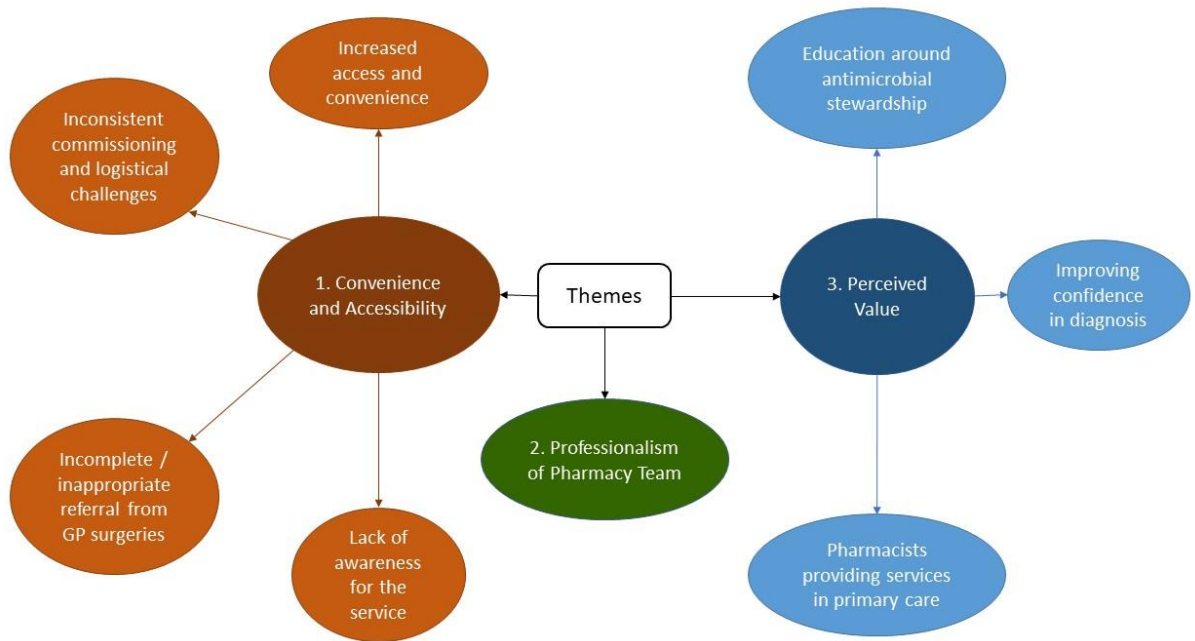 Increased
access and
convenience
Inconsistent
commissioning
and logistical
challenges
1. Convenience
and Accessibility
Incomplete /
inappropriate
referral from
GP surgeries
Lack of
awareness
for the
service
Themes
2. Professionalism
of Pharmacy Team
Education around
antimicrobial
stewardship
3. Perceived
Value
Improving
confidence
in diagnosis
Pharmacists
providing services
in primary care